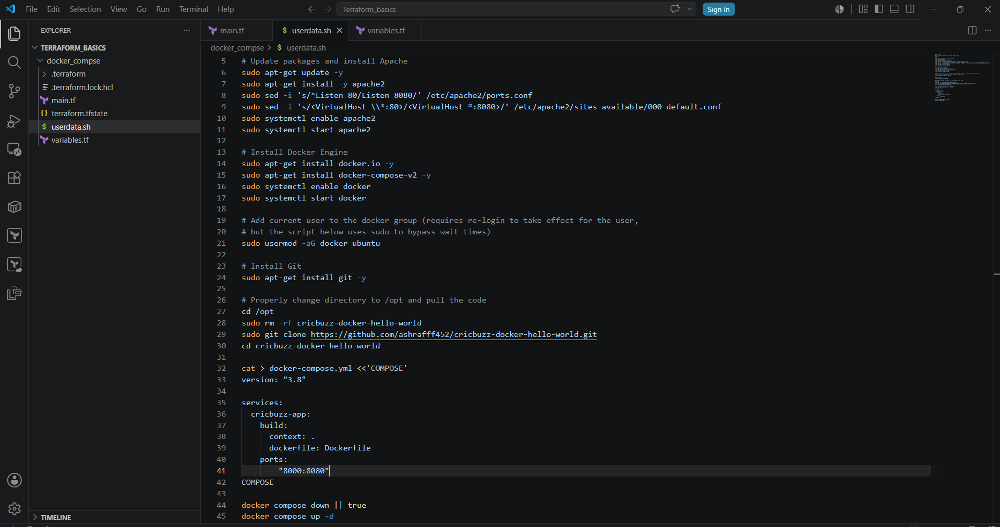 File Edit Selection View Go Run Terminal Help
Terraform_basics
Sign In
EXPLORER
TERRAFORM_BASICS
docker_compse
.terraform
.terraform.lock.hcl
main.tf
terraform.tfstate
userdata.sh
variables.tf
TIMELINE
main.tf
userdata.sh
variables.tf
docker_compse > $ userdata.sh
5 # Update packages and install Apache
6 sudo apt-get update -y
7 sudo apt-get install -y apache2
8 sudo sed -i 's/^Listen 80/Listen 8080/' /etc/apache2/ports.conf
9 sudo sed -i 's/<VirtualHost \\*:80>/<VirtualHost *:8080>/' /etc/apache2/sites-available/000-default.conf
10 sudo systemctl enable apache2
11 sudo systemctl start apache2
12
13 # Install Docker Engine
14 sudo apt-get install docker.io -y
15 sudo apt-get install docker-compose-v2 -y
16 sudo systemctl enable docker
17 sudo systemctl start docker
18
19 # Add current user to the docker group (requires re-login to take effect for the user,
20 # but the script below uses sudo to bypass wait times)
21 sudo usermod -aG docker ubuntu
22
23 # Install Git
24 sudo apt-get install git -y
25
26 # Properly change directory to /opt and pull the code
27 cd /opt
28 sudo rm -rf cricbuzz-docker-hello-world
29 sudo git clone https://github.com/ashrafff452/cricbuzz-docker-hello-world.git
30 cd cricbuzz-docker-hello-world
31
32 cat > docker-compose.yml <<'COMPOSE'
33 version: "3.8"
34
35 services:
36 cricbuzz-app:
37 build:
38 context: .
39 dockerfile: Dockerfile
40 ports:
41 - "8000:8080"
42 COMPOSE
43
44 docker compose down || true
45 docker compose up -d